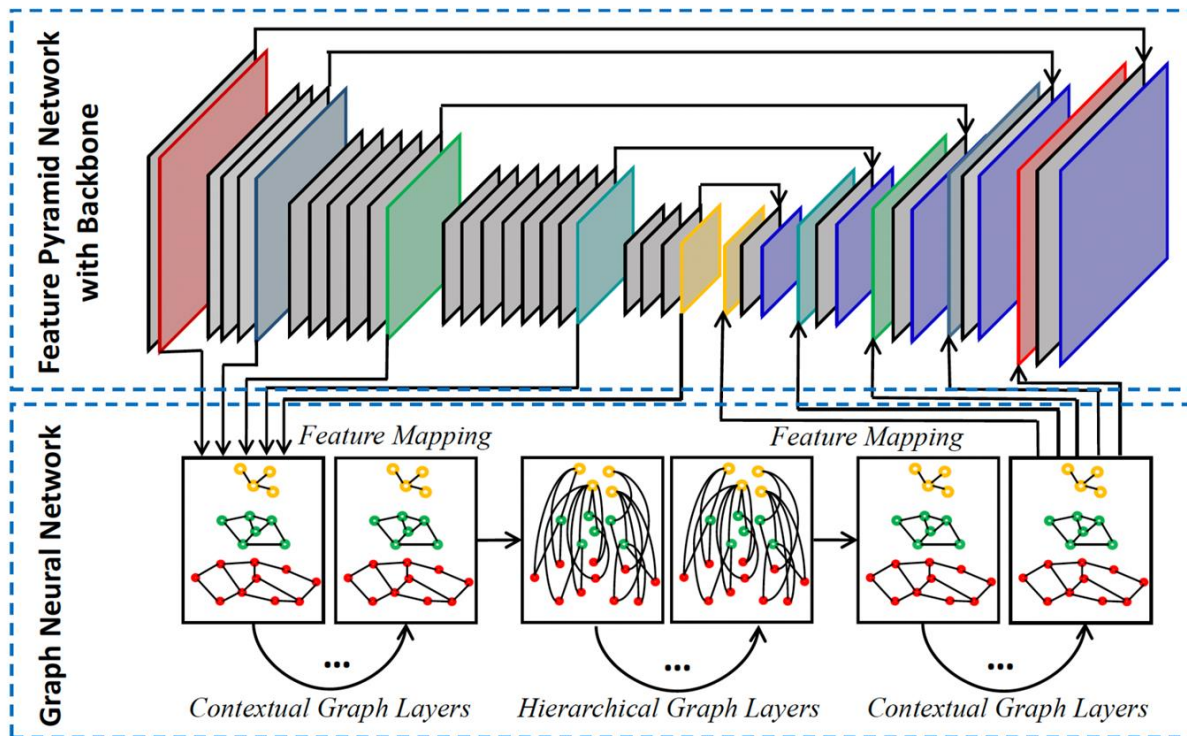 Feature Pyramid Network
with Backbone
Graph Neural Network
Feature Mapping
Feature Mapping
...
...
...
Contextual Graph Layers
Hierarchical Graph Layers
Contextual Graph Layers